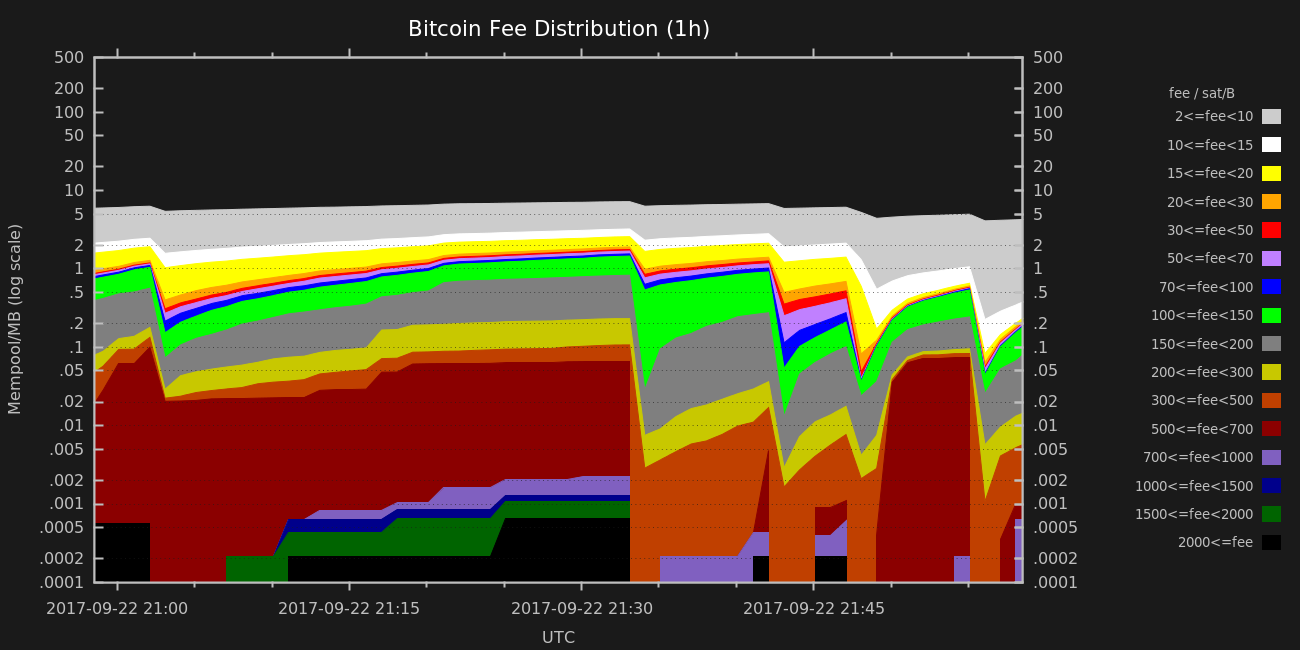 Bitcoin Fee Distribution (1h)
500 500
200 200
100 100
50 50
20 20
10 10
5 5
2 2
1 1
.5 .5
.2 .2
.1 .1
.05 .05
.02 .02
.01 .01
.005 .005
.002 .002
.001 .001
.0005 .0005
.0002 .0002
.0001 .0001
Mempool/MB (log scale)
2017-09-22 21:00 2017-09-22 21:15 2017-09-22 21:30 2017-09-22 21:45
UTC
fee / sat/B
2<=fee<10
10<=fee<15
15<=fee<20
20<=fee<30
30<=fee<50
50<=fee<70
70<=fee<100
100<=fee<150
150<=fee<200
200<=fee<300
300<=fee<500
500<=fee<700
700<=fee<1000
1000<=fee<1500
1500<=fee<2000
2000<=fee